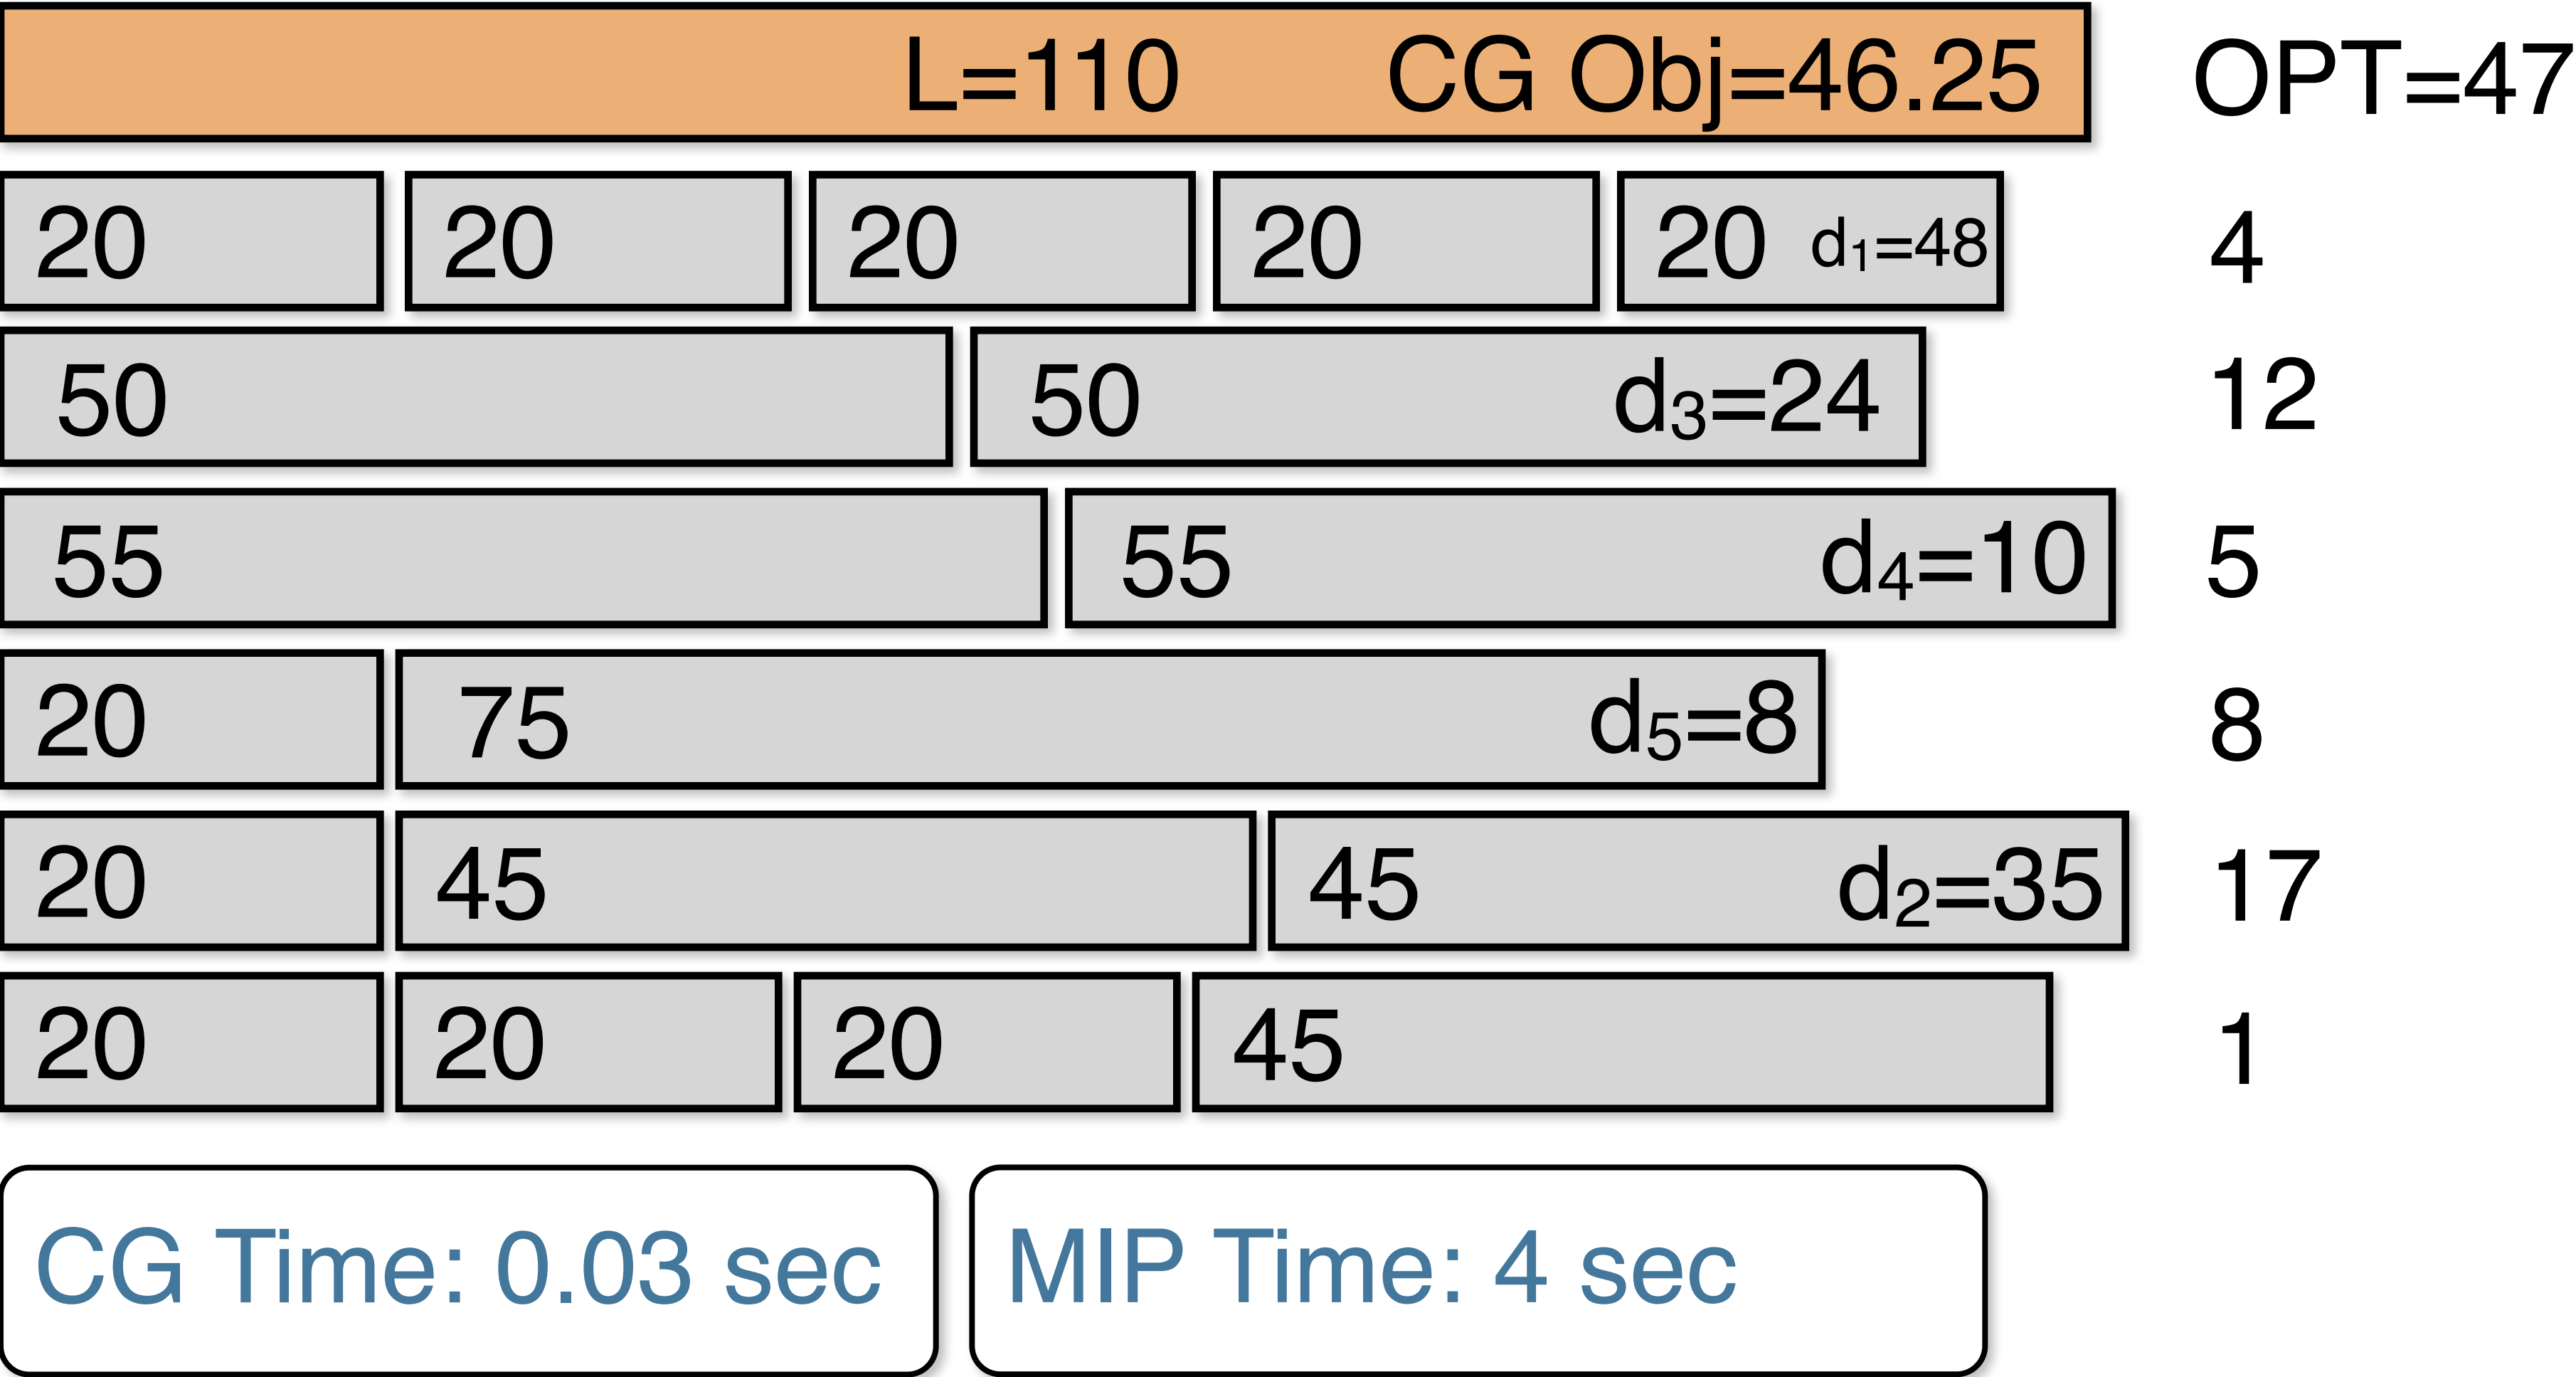 L=110 CG Obj=46.25 OPT=47
20 20 20 20 20 d₁=48 4
50 50 d₃=24 12
55 55 d₄=10 5
20 75 d₅=8 8
20 45 45 d₂=35 17
20 20 20 45 1
CG Time: 0.03 sec MIP Time: 4 sec